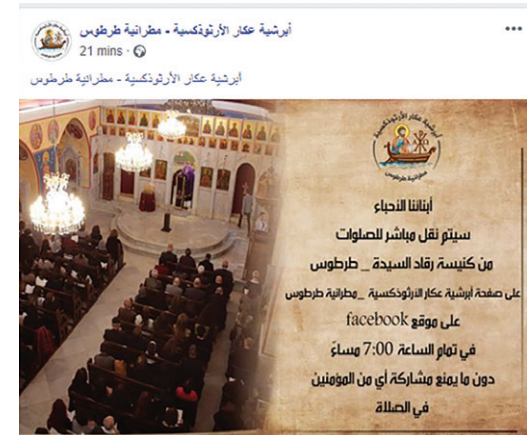 أبرشية عكار الأرثوذكسية - مطرانية طرطوس
21 mins ·
أبرشية عكار الأرثوذكسية - مطرانية طرطوس
أبرشية عكار الأرثوذكسية
مطرانية طرطوس
أبنائنا الأحباء
سيتم نقل مباشر للصلوات
من كنيسة رقاد السيدة _ طرطوس
على صفحة أبرشية عكار الأرثوذكسية _مطرانية طرطوس
على موقع facebook
في تمام الساعة 7:00 مساءً
دون ما يمنع مشاركة أي من المؤمنين
في الصلاة